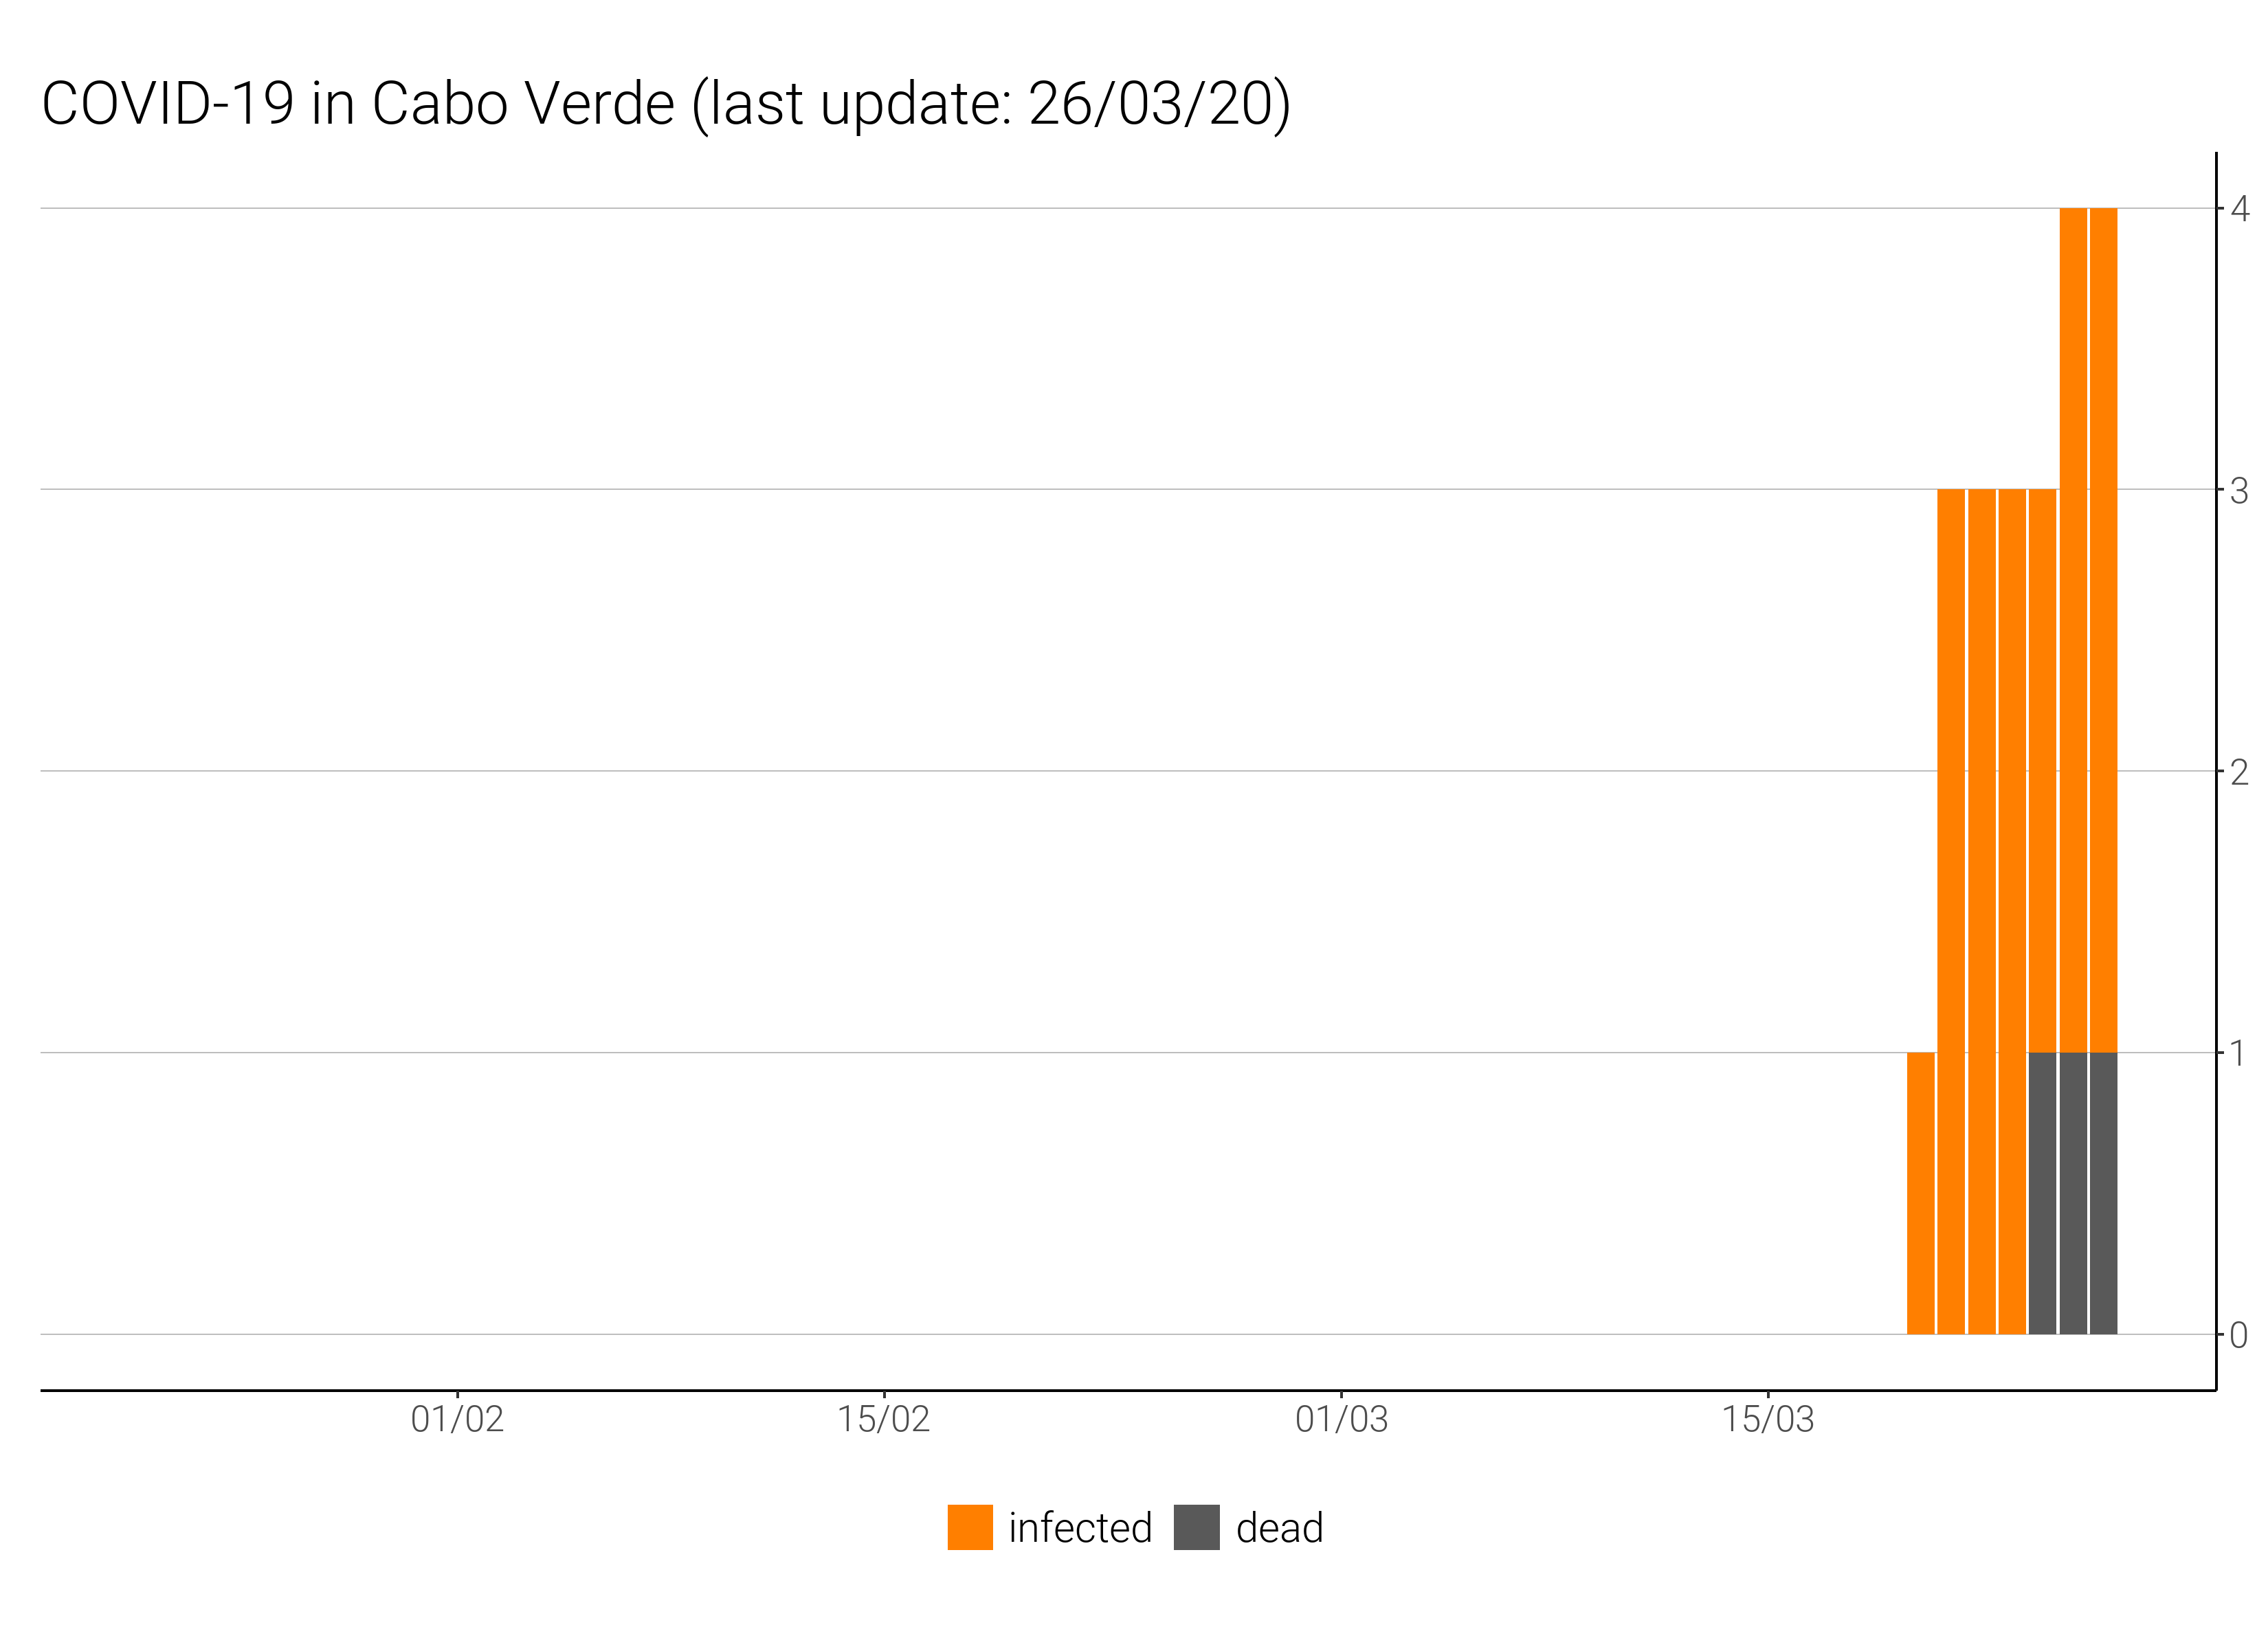 COVID-19 in Cabo Verde (last update: 26/03/20)
4
3
2
1
0
01/02 15/02 01/03 15/03
infected dead